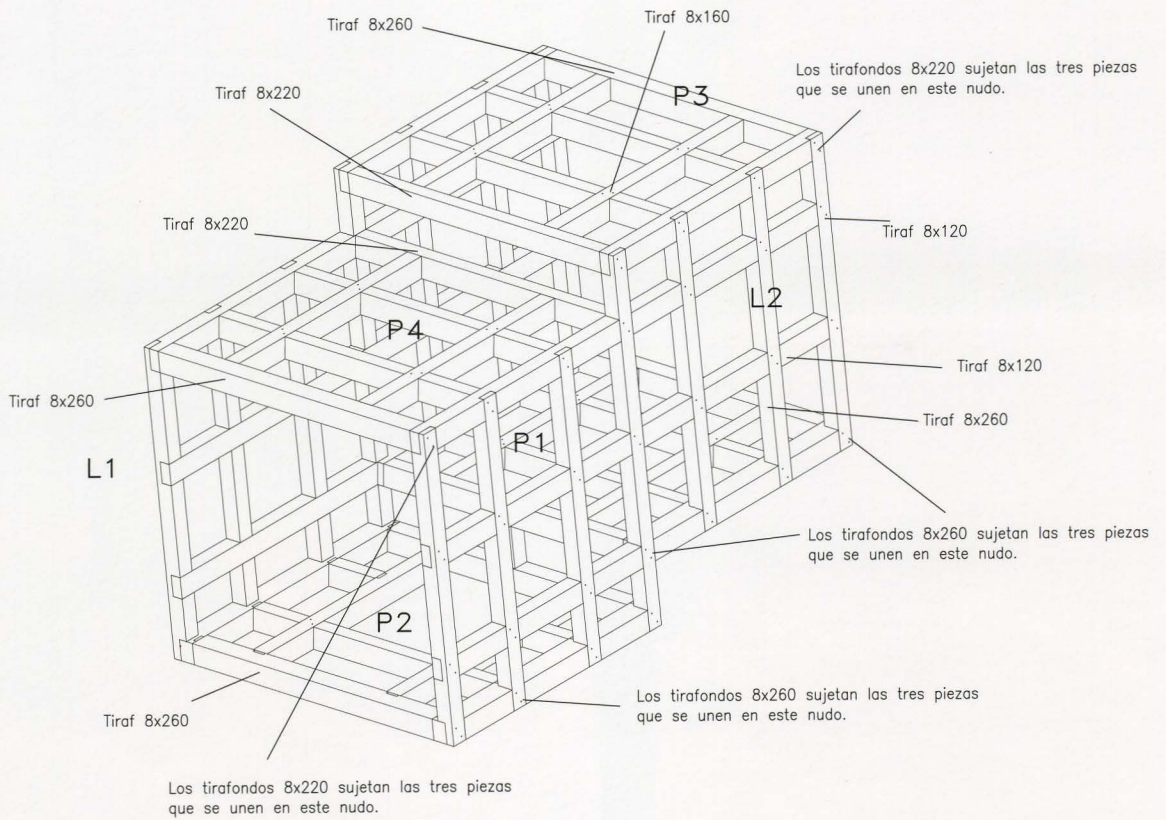 Tiraf 8x260
Tiraf 8x160
Los tirafondos 8x220 sujetan las tres piezas
que se unen en este nudo.
Tiraf 8x220
P3
Tiraf 8x220
Tiraf 8x120
L2
P4
Tiraf 8x120
Tiraf 8x260
Tiraf 8x260
P1
L1
Los tirafondos 8x260 sujetan las tres piezas
que se unen en este nudo.
P2
Tiraf 8x260
Los tirafondos 8x260 sujetan las tres piezas
que se unen en este nudo.
Los tirafondos 8x220 sujetan las tres piezas
que se unen en este nudo.